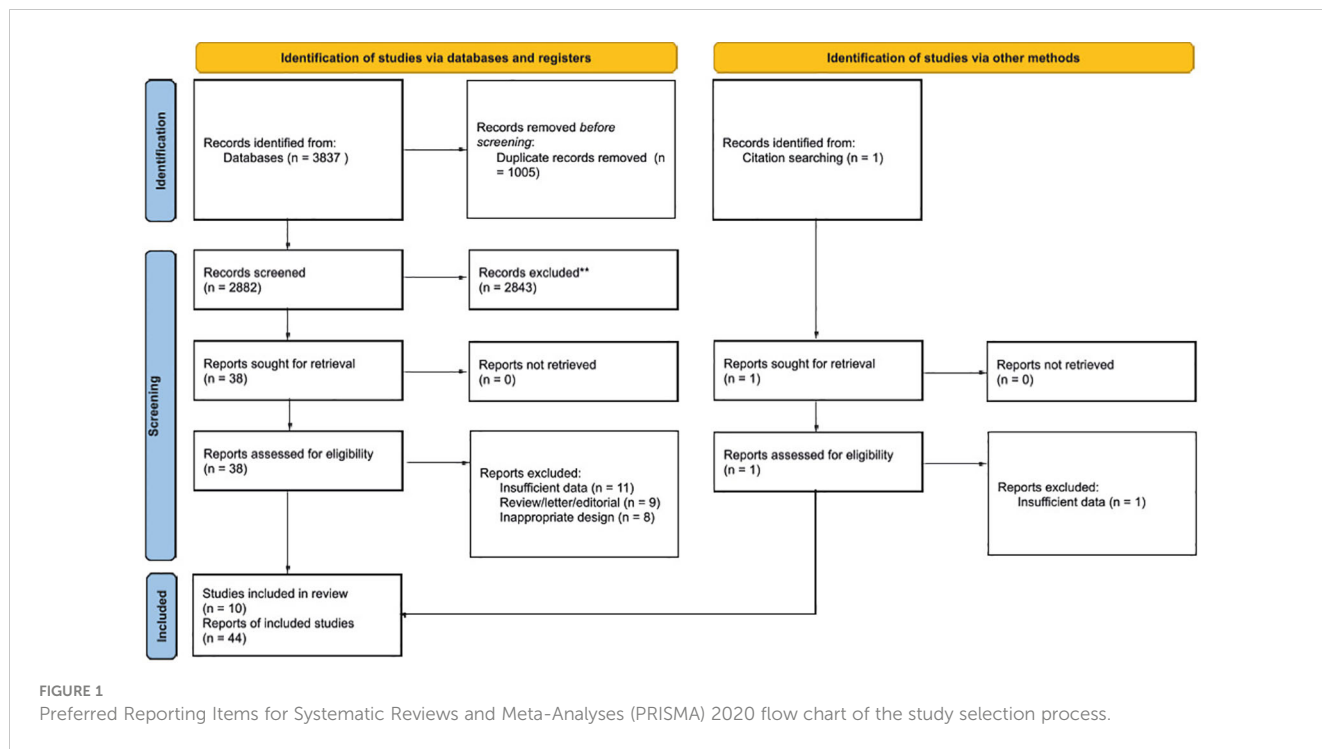 Identification of studies via databases and registers
Identification of studies via other methods
Identification
Records identified from:
Databases (n = 3837 )
Records removed before
screening:
Duplicate records removed (n
= 1005)
Records identified from:
Citation searching (n = 1)
Screening
Records screened
(n = 2882)
Records excluded**
(n = 2843)
Reports sought for retrieval
(n = 38)
Reports not retrieved
(n = 0)
Reports sought for retrieval
(n = 1)
Reports not retrieved
(n = 0)
Reports assessed for eligibility
(n = 38)
Reports excluded:
Insufficient data (n = 11)
Review/letter/editorial (n = 9)
Inappropriate design (n = 8)
Reports assessed for eligibility
(n = 1)
Reports excluded:
Insufficient data (n = 1)
Included
Studies included in review
(n = 10)
Reports of included studies
(n = 44)
FIGURE 1
Preferred Reporting Items for Systematic Reviews and Meta-Analyses (PRISMA) 2020 flow chart of the study selection process.